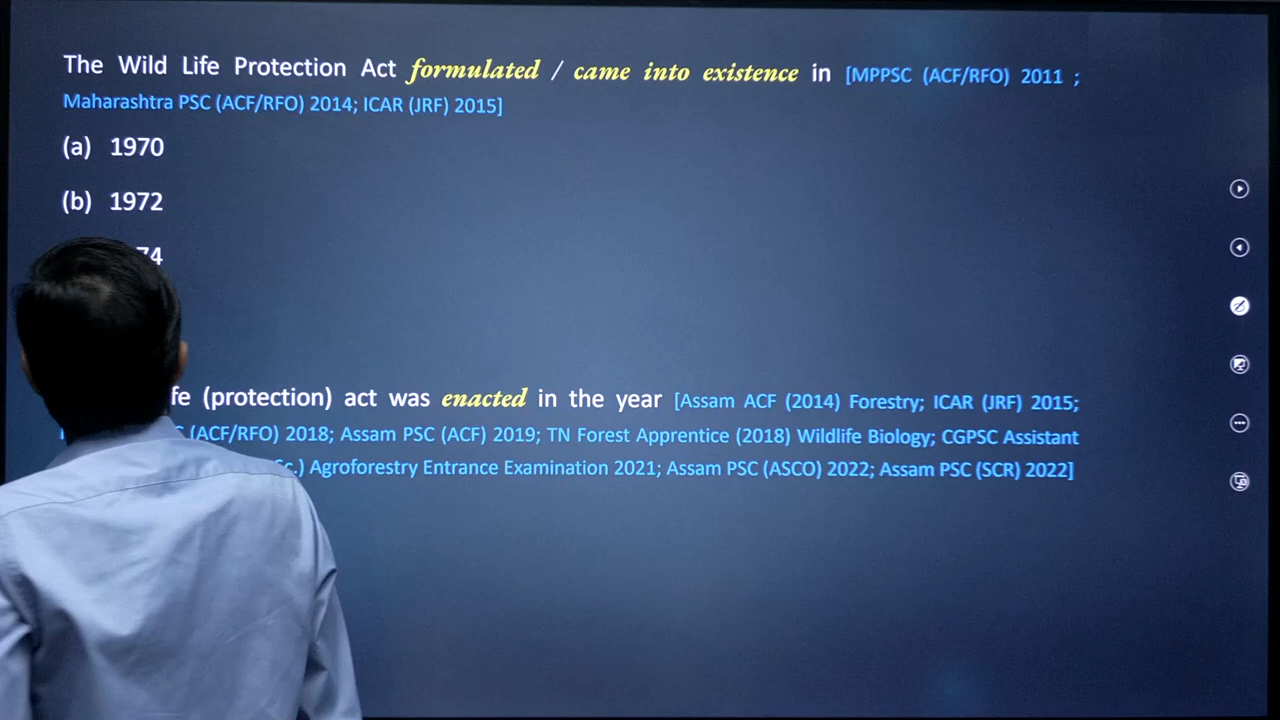 The Wild Life Protection Act formulated / came into existence in [MPPSC (ACF/RFO) 2011 ;
Maharashtra PSC (ACF/RFO) 2014; ICAR (JRF) 2015]
(a) 1970
(b) 1972
74
(protection) act was enacted in the year [Assam ACF (2014) Forestry; ICAR (JRF) 2015;
(ACF/RFO) 2018; Assam PSC (ACF) 2019; TN Forest Apprentice (2018) Wildlife Biology; CGPSC Assistant
Agroforestry Entrance Examination 2021; Assam PSC (ASCO) 2022; Assam PSC (SCR) 2022]